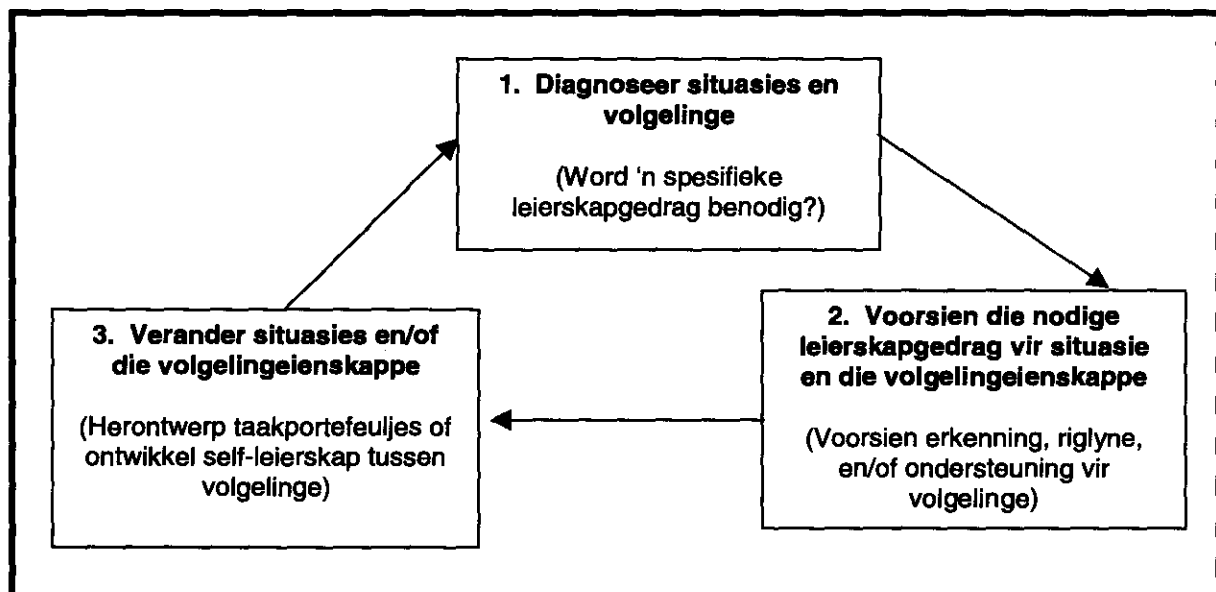 1. Diagnoseer situasies en
volgelinge
(Word 'n spesifieke
leierskapgedrag benodig?)
2. Voorsien die nodige
leierskapgedrag vir situasie
en die volgelingeienskappe
(Voorsien erkenning, riglyne,
en/of ondersteuning vir
volgelinge)
3. Verander situasies en/of
die volgelingeienskappe
(Herontwerp taakportefeuljes of
ontwikkel self-leierskap tussen
volgelinge)